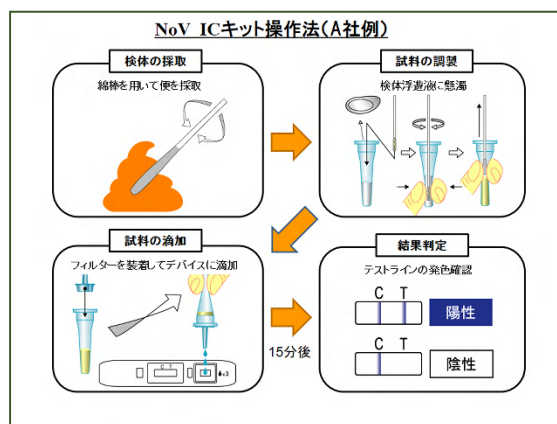 NoV ICキット操作法(A社例)
検体の採取
綿棒を用いて便を採取
試料の調製
検体浮遊液に懸濁
試料の滴加
フィルターを装着してデバイスに滴加
C T
x3
15分後
結果判定
テストラインの発色確認
C T
陽性
C T
陰性